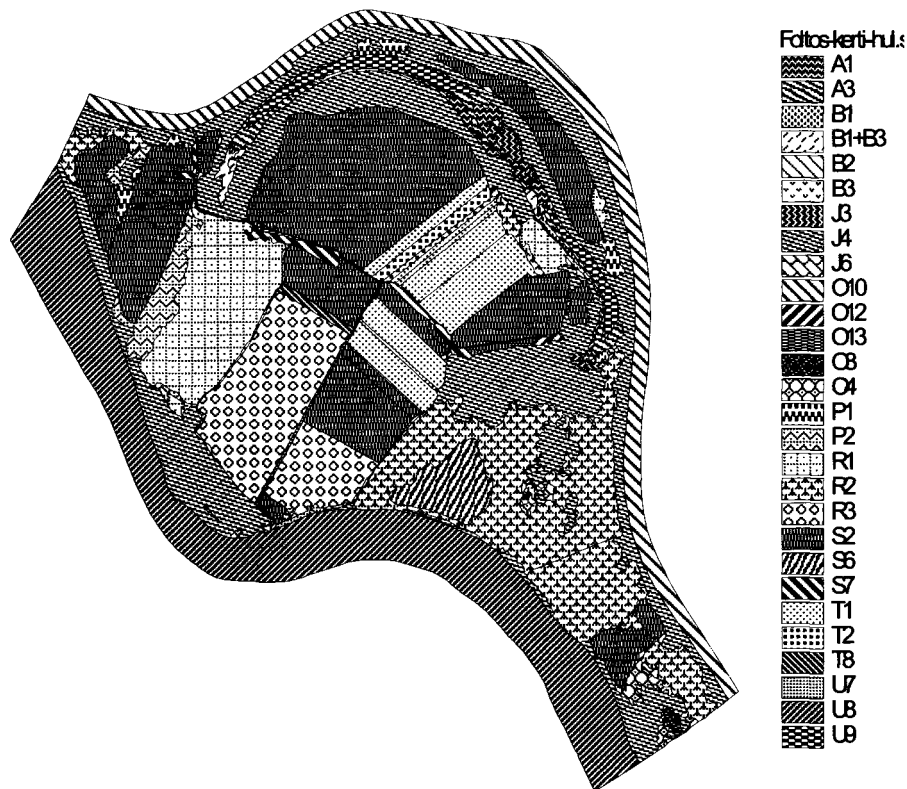 Foltos-kerti-hul.s
A1
A3
B1
B1+B3
B2
B3
J3
J4
J6
O10
O12
O13
O3
O4
P1
P2
R1
R2
R3
S2
S6
S7
T1
T2
T8
U7
U8
U9